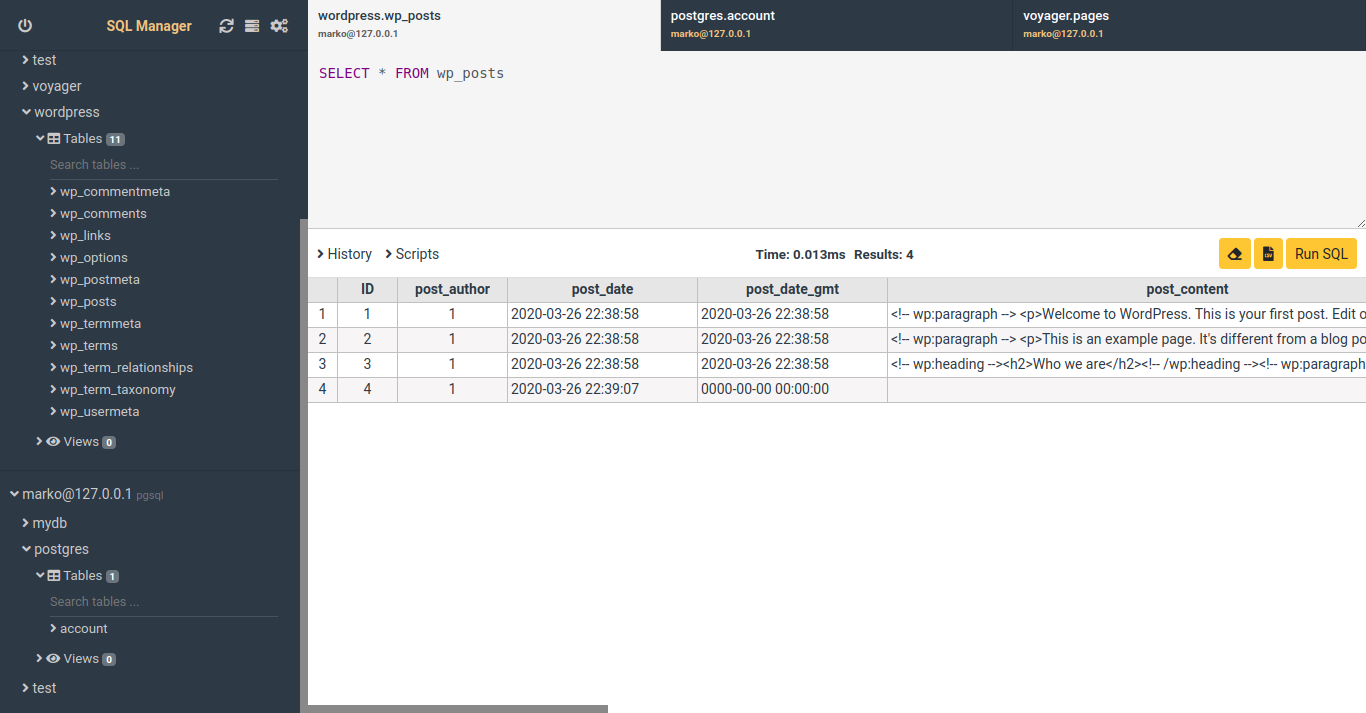 SQL Manager
test
voyager
wordpress
Tables 11
Search tables ...
wp_commentmeta
wp_comments
wp_links
wp_options
wp_postmeta
wp_posts
wp_termmeta
wp_terms
wp_term_relationships
wp_term_taxonomy
wp_usermeta
Views 0
marko@127.0.0.1 pgsql
mydb
postgres
Tables 1
Search tables ...
account
Views 0
test
wordpress.wp_posts
marko@127.0.0.1
postgres.account
marko@127.0.0.1
voyager.pages
marko@127.0.0.1
SELECT * FROM wp_posts
History Scripts Time: 0.013ms Results: 4 CSV Run SQL
ID post_author post_date post_date_gmt post_content
1 1 1 2020-03-26 22:38:58 2020-03-26 22:38:58 <!-- wp:paragraph --> <p>Welcome to WordPress. This is your first post. Edit o
2 2 1 2020-03-26 22:38:58 2020-03-26 22:38:58 <!-- wp:paragraph --> <p>This is an example page. It's different from a blog po
3 3 1 2020-03-26 22:38:58 2020-03-26 22:38:58 <!-- wp:heading --><h2>Who we are</h2><!-- /wp:heading --><!-- wp:paragraph
4 4 1 2020-03-26 22:39:07 0000-00-00 00:00:00